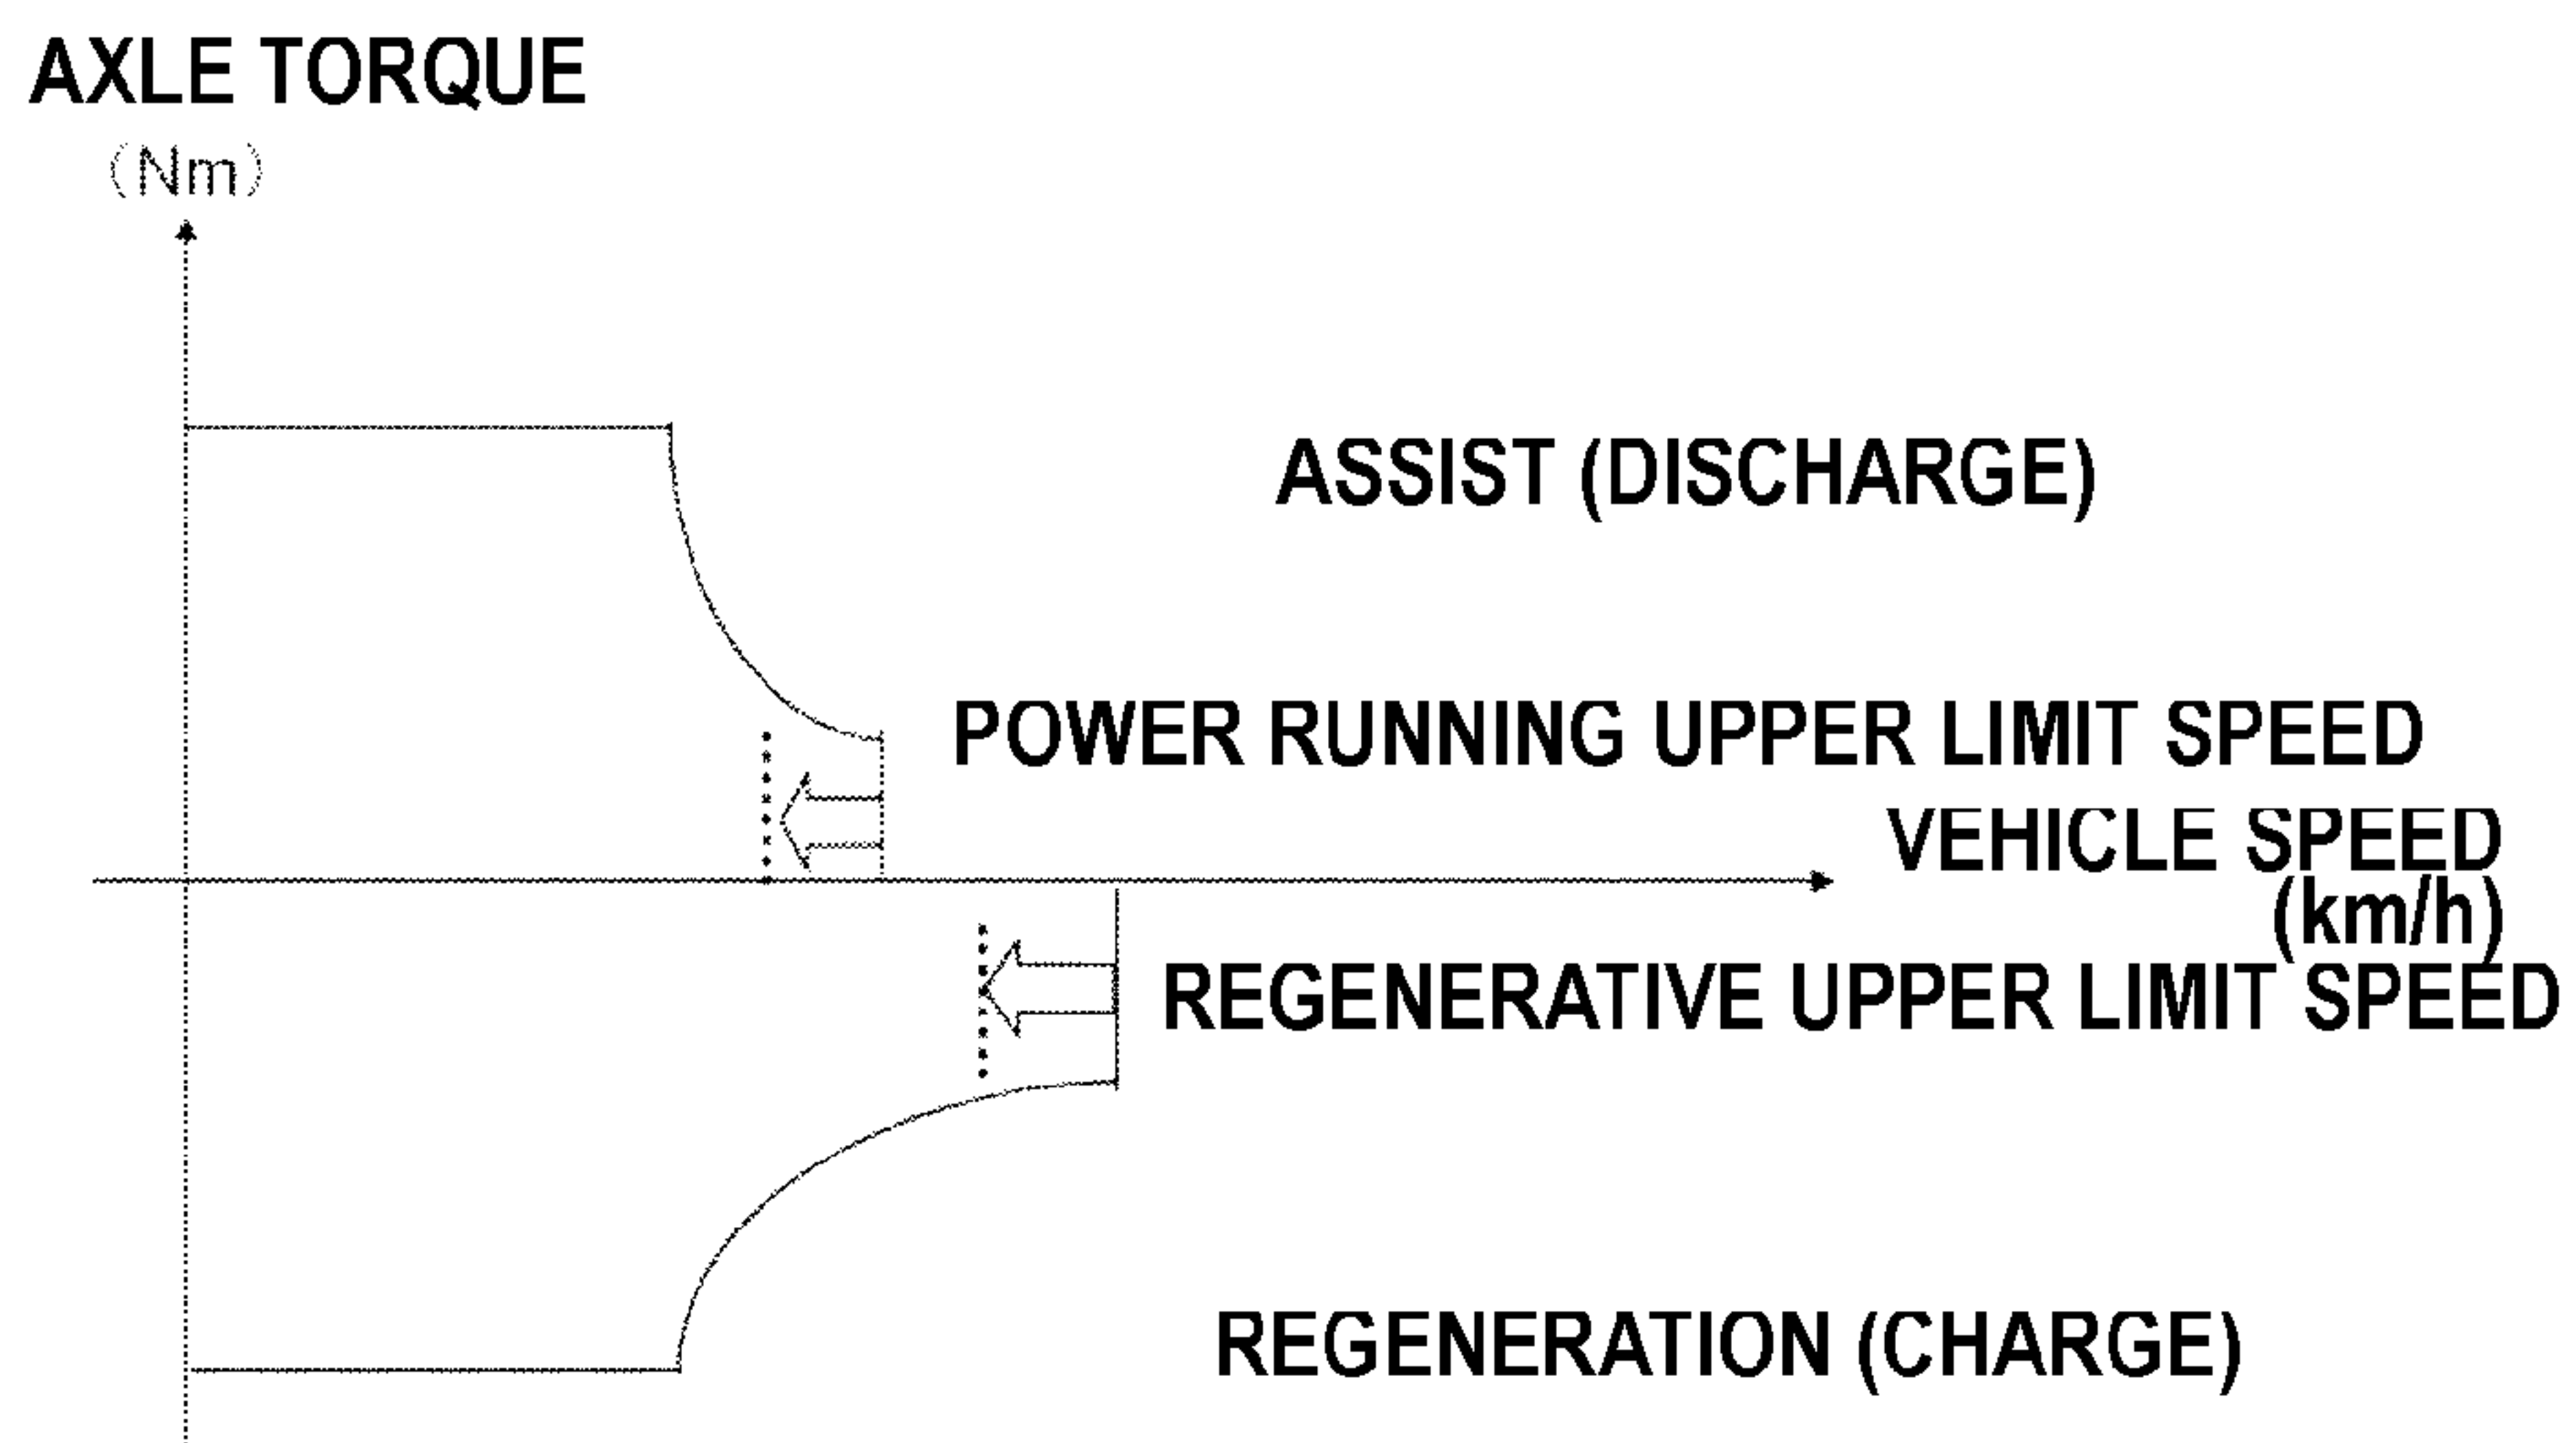 AXLE TORQUE
(Nm)
ASSIST (DISCHARGE)
POWER RUNNING UPPER LIMIT SPEED
VEHICLE SPEED
(km/h)
REGENERATIVE UPPER LIMIT SPEED
REGENERATION (CHARGE)